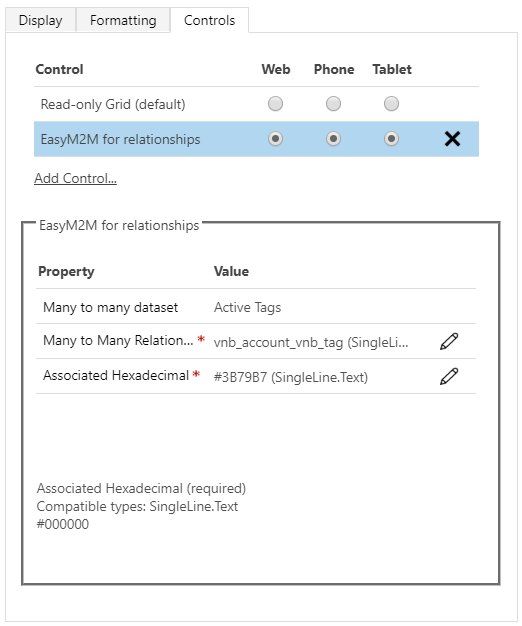 Display Formatting Controls
Control Web Phone Tablet
Read-only Grid (default)
EasyM2M for relationships
Add Control...
EasyM2M for relationships
Property Value
Many to many dataset Active Tags
Many to Many Relation... * vnb_account_vnb_tag (SingleLi...
Associated Hexadecimal * #3B79B7 (SingleLine.Text)
Associated Hexadecimal (required)
Compatible types: SingleLine.Text
#000000